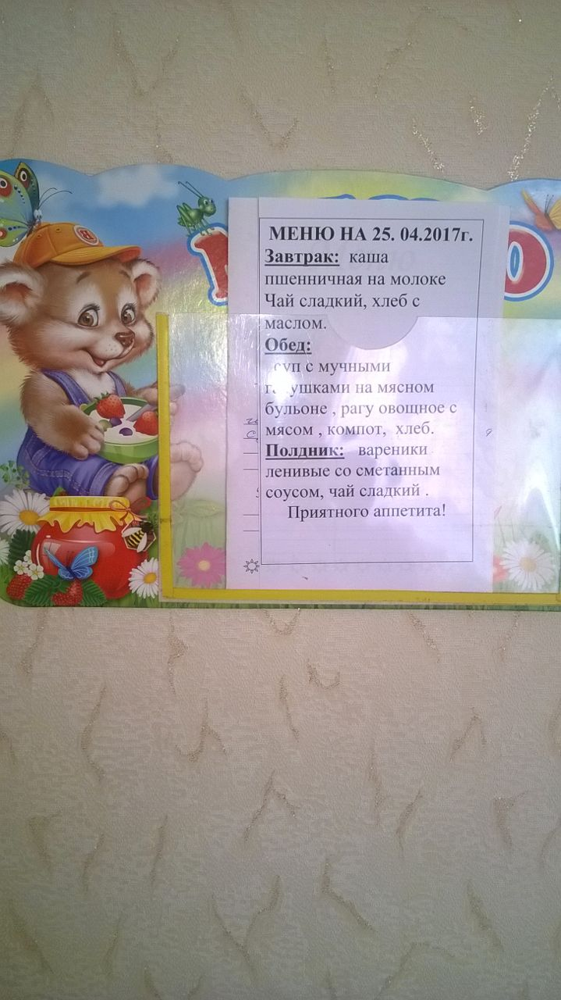 МЕНЮ НА 25. 04.2017г.
Завтрак: каша
пшенничная на молоке
Чай сладкий, хлеб с
маслом.
Обед:
суп с мучными
на мясном
бульоне , рагу овощное с
мясом , компот, хлеб.
Полдник: вареники
ленивые со сметанным
соусом, чай сладкий .
Приятного аппетита!